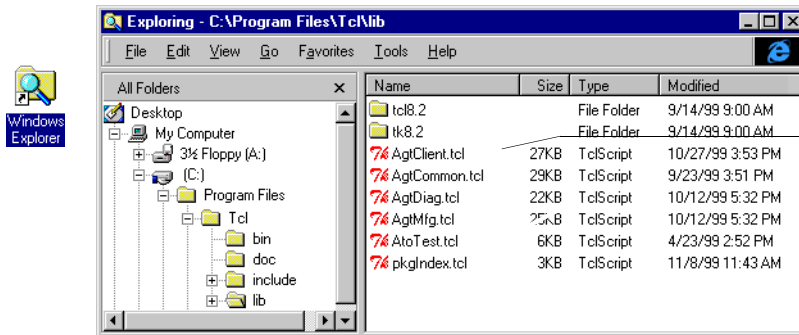 Exploring - C:\Program Files\Tcl\lib
File Edit View Go Favorites Tools Help
Windows Explorer
All Folders
Desktop
My Computer
3½ Floppy (A:)
(C:)
Program Files
Tcl
bin
doc
include
lib
Name Size Type Modified
tcl8.2 File Folder 9/14/99 9:00 AM
tk8.2 File Folder 9/14/99 9:00 AM
AgtClient.tcl 27KB TclScript 10/27/99 3:53 PM
AgtCommon.tcl 29KB TclScript 9/23/99 3:51 PM
AgtDiag.tcl 22KB TclScript 10/12/99 5:32 PM
AgtMfg.tcl 25KB TclScript 10/12/99 5:32 PM
AtoTest.tcl 6KB TclScript 4/23/99 2:52 PM
pkgIndex.tcl 3KB TclScript 11/8/99 11:43 AM